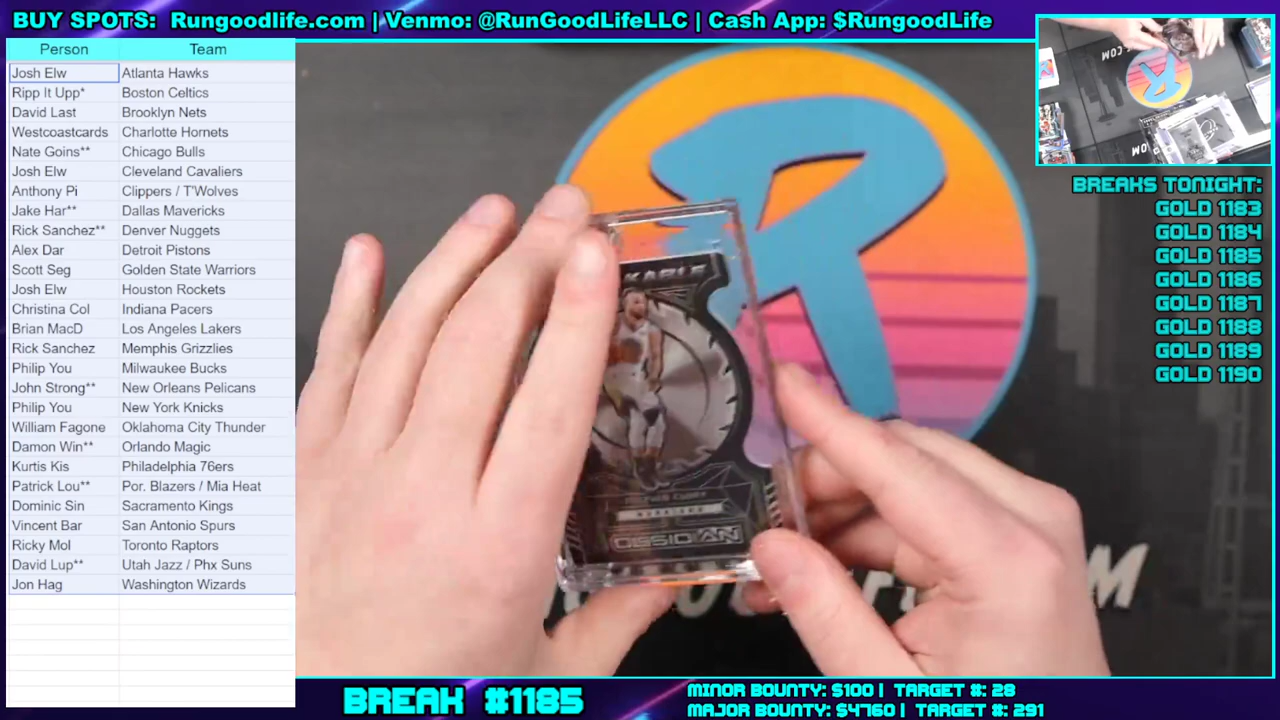 BUY SPOTS: Rungoodlife.com | Venmo: @RunGoodLifeLLC | Cash App: $RungoodLife
Person Team
Josh Elw Atlanta Hawks
Ripp It Upp* Boston Celtics
David Last Brooklyn Nets
Westcoastcards Charlotte Hornets
Nate Goins** Chicago Bulls
Josh Elw Cleveland Cavaliers
Anthony Pi Clippers / T'Wolves
Jake Har** Dallas Mavericks
Rick Sanchez** Denver Nuggets
Alex Dar Detroit Pistons
Scott Seg Golden State Warriors
Josh Elw Houston Rockets
Christina Col Indiana Pacers
Brian MacD Los Angeles Lakers
Rick Sanchez Memphis Grizzlies
Philip You Milwaukee Bucks
John Strong** New Orleans Pelicans
Philip You New York Knicks
William Fagone Oklahoma City Thunder
Damon Win** Orlando Magic
Kurtis Kis Philadelphia 76ers
Patrick Lou** Por. Blazers / Mia Heat
Dominic Sin Sacramento Kings
Vincent Bar San Antonio Spurs
Ricky Mol Toronto Raptors
David Lup** Utah Jazz / Phx Suns
Jon Hag Washington Wizards
R
CURRY
OBSIDIAN
COM
BREAKS TONIGHT:
GOLD 1183
GOLD 1184
GOLD 1185
GOLD 1186
GOLD 1187
GOLD 1188
GOLD 1189
GOLD 1190
BREAK #1185
MINOR BOUNTY: $100 | TARGET #: 28
MAJOR BOUNTY: $4760 | TARGET #: 291